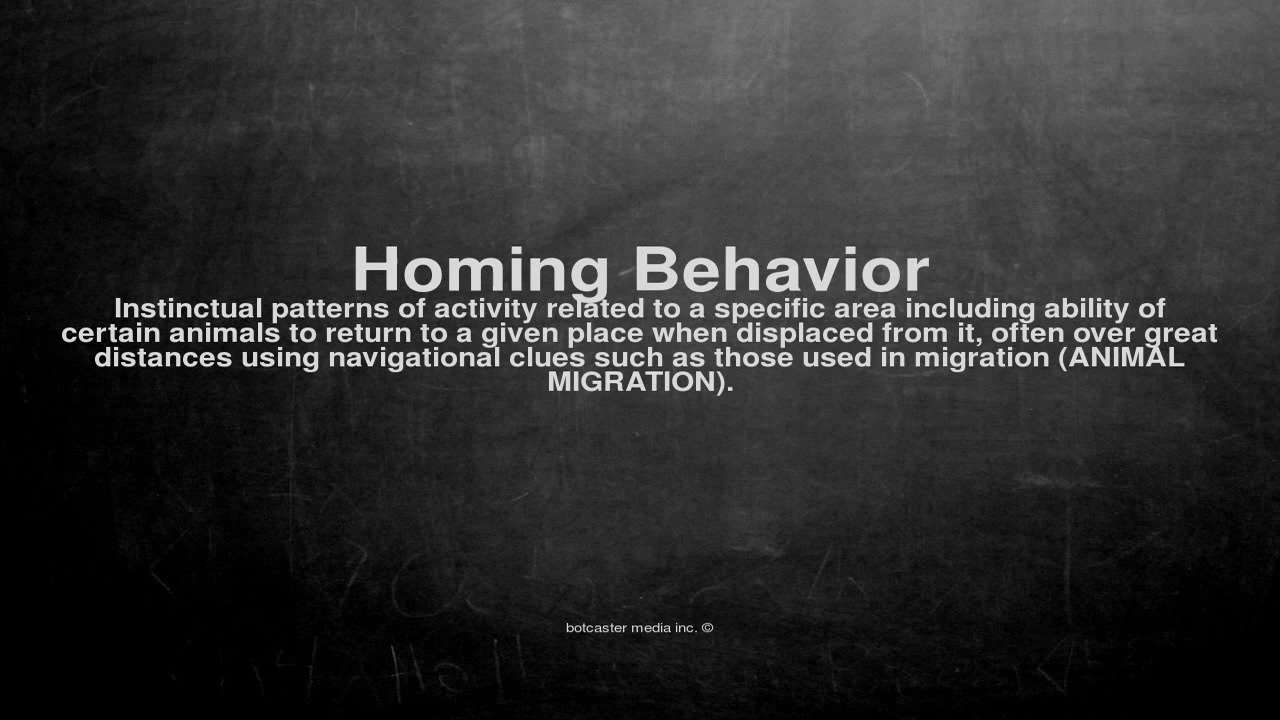 Homing Behavior
Instinctual patterns of activity related to a specific area including ability of
certain animals to return to a given place when displaced from it, often over great
distances using navigational clues such as those used in migration (ANIMAL
MIGRATION).
botcaster media inc. ©